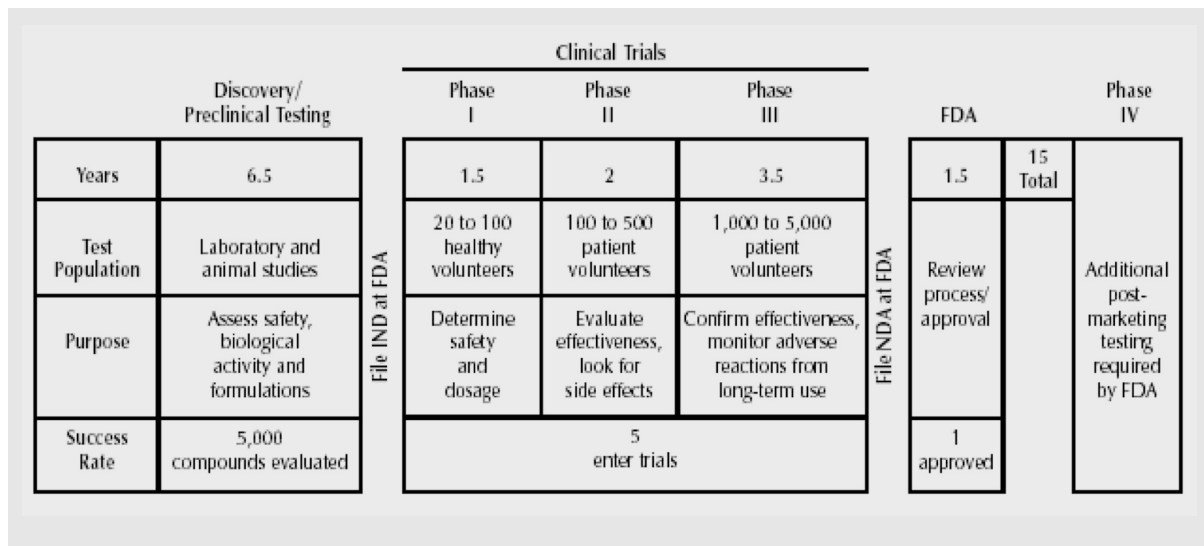 Clinical Trials
Discovery/
Preclinical Testing
Phase
I
Phase
II
Phase
III
FDA
Phase
IV
Years
6.5
1.5
2
3.5
1.5
15
Total
Test
Population
Laboratory and
animal studies
20 to 100
healthy
volunteers
100 to 500
patient
volunteers
1,000 to 5,000
patient
volunteers
Purpose
Assess safety,
biological
activity and
formulations
File IND at FDA
Determine
safety
and
dosage
Evaluate
effectiveness,
look for
side effects
Confirm effectiveness,
monitor adverse
reactions from
long-term use
File NDA at FDA
Review
process/
approval
Additional
post-
marketing
testing
required
by FDA
Success
Rate
5,000
compounds evaluated
5
enter trials
1
approved